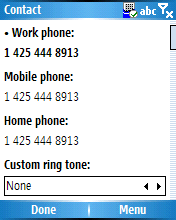 Contact abc
• Work phone:
1 425 444 8913
Mobile phone:
1 425 444 8913
Home phone:
1 425 444 8913
Custom ring tone:
None
Done Menu